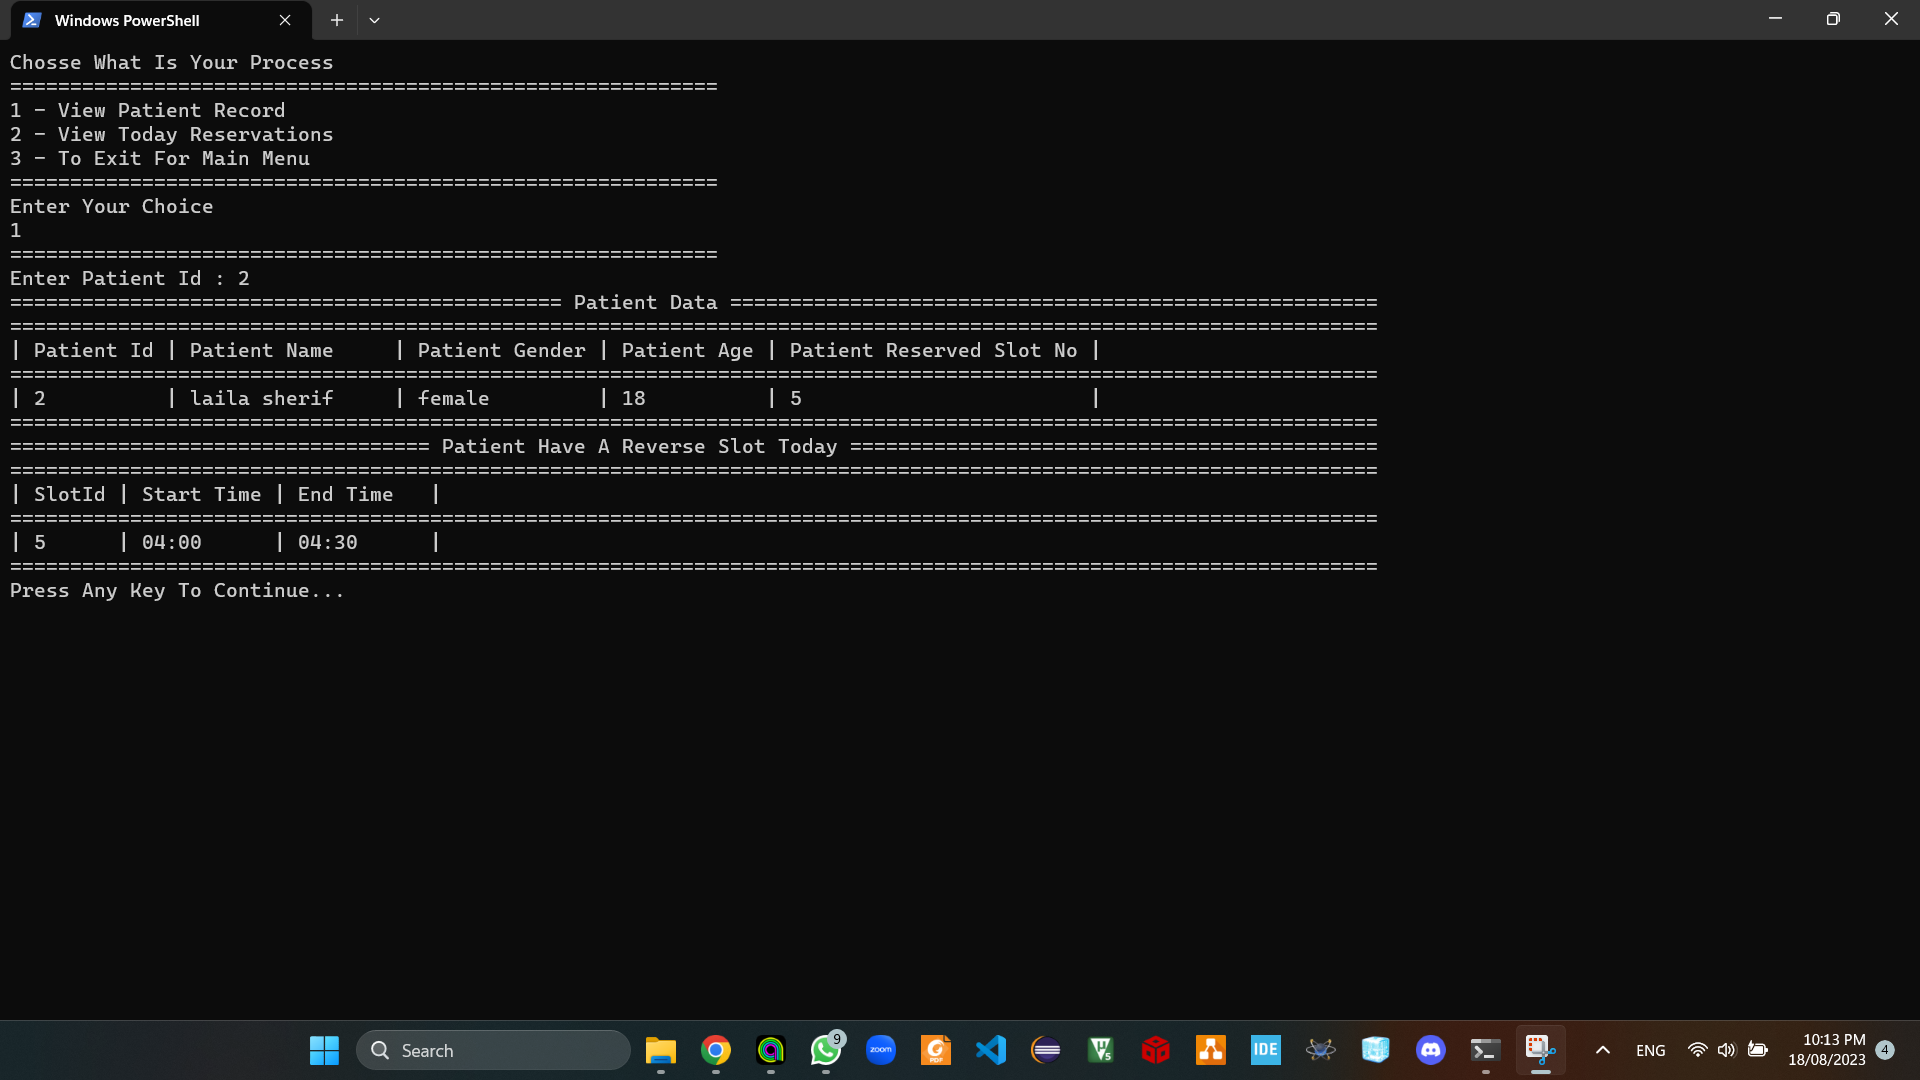 Windows PowerShell
Chosse What Is Your Process
===========================================================
1 - View Patient Record
2 - View Today Reservations
3 - To Exit For Main Menu
===========================================================
Enter Your Choice
1
===========================================================
Enter Patient Id : 2
============================================== Patient Data ======================================================
==================================================================================================================
| Patient Id | Patient Name     | Patient Gender | Patient Age | Patient Reserved Slot No |
==================================================================================================================
| 2          | laila sherif     | female         | 18          | 5                        |
==================================================================================================================
=================================== Patient Have A Reverse Slot Today ============================================
==================================================================================================================
| SlotId | Start Time | End Time   |
==================================================================================================================
| 5      | 04:00      | 04:30      |
==================================================================================================================
Press Any Key To Continue...
Search
9
zoom
PDF
5
IDE
ENG
10:13 PM
18/08/2023
4